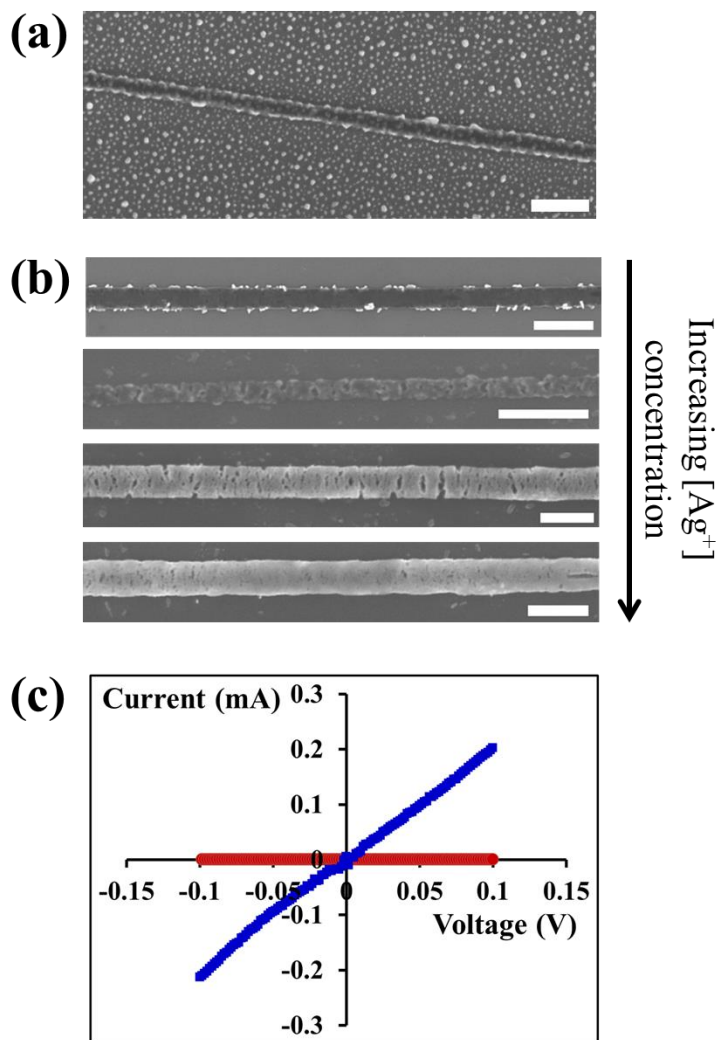 (a)
(b)
Increasing [Ag⁺]
concentration
(c)
Current (mA)
0.3
0.2
0.1
0
-0.1
-0.2
-0.3
-0.15
-0.1
-0.05
0
0.05
0.1
0.15
Voltage (V)